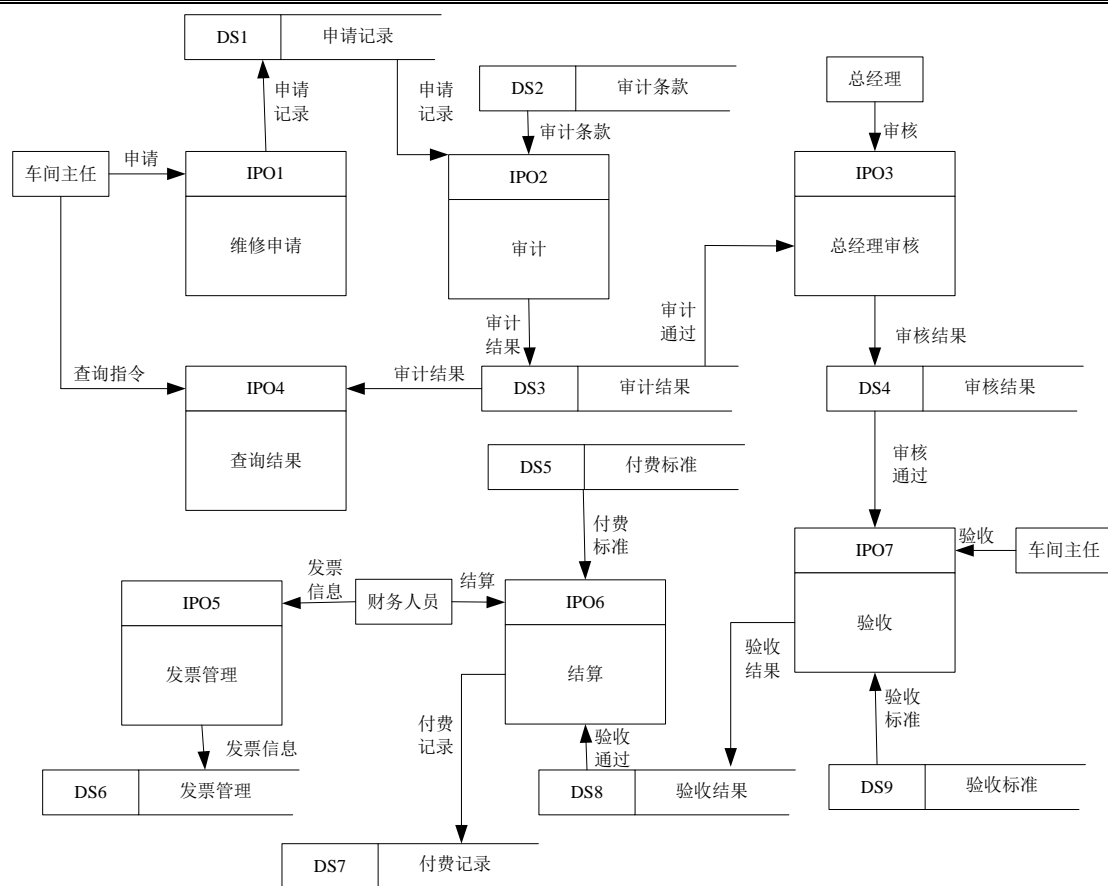 DS1 申请记录
申请
记录
申请
记录
DS2 审计条款
审计条款
总经理
审核
车间主任
申请
IPO1
维修申请
IPO2
审计
IPO3
总经理审核
审计
结果
审计
通过
审核结果
查询指令
IPO4
查询结果
审计结果
DS3 审计结果
DS4 审核结果
DS5 付费标准
付费
标准
审核
通过
IPO7
验收
验收
车间主任
发票
信息
财务人员
结算
IPO5
发票管理
IPO6
结算
验收
结果
付费
记录
验收
通过
验收
标准
发票信息
DS6 发票管理
DS8 验收结果
DS9 验收标准
DS7 付费记录